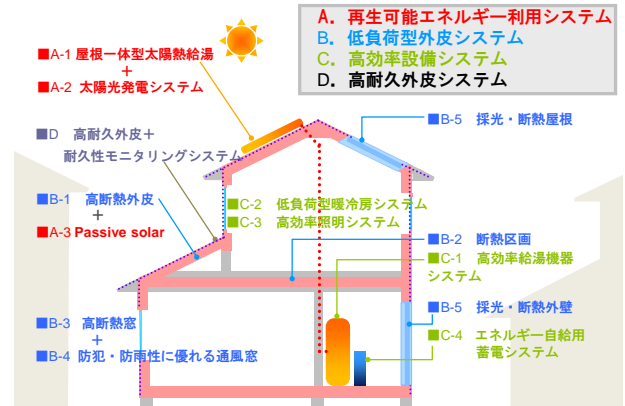 A. 再生可能エネルギー利用システム
B. 低負荷型外皮システム
C. 高効率設備システム
D. 高耐久外皮システム
■A-1 屋根一体型太陽熱給湯
+
■A-2 太陽光発電システム
■D 高耐久外皮＋
耐久性モニタリングシステム
■B-1 高断熱外皮
+
■A-3 Passive solar
■B-3 高断熱窓
+
■B-4 防犯・防雨性に優れる通風窓
■C-2 低負荷型暖冷房システム
■C-3 高効率照明システム
■B-5 採光・断熱屋根
■B-2 断熱区画
■C-1 高効率給湯機器
システム
■B-5 採光・断熱外壁
■C-4 エネルギー自給用
蓄電システム